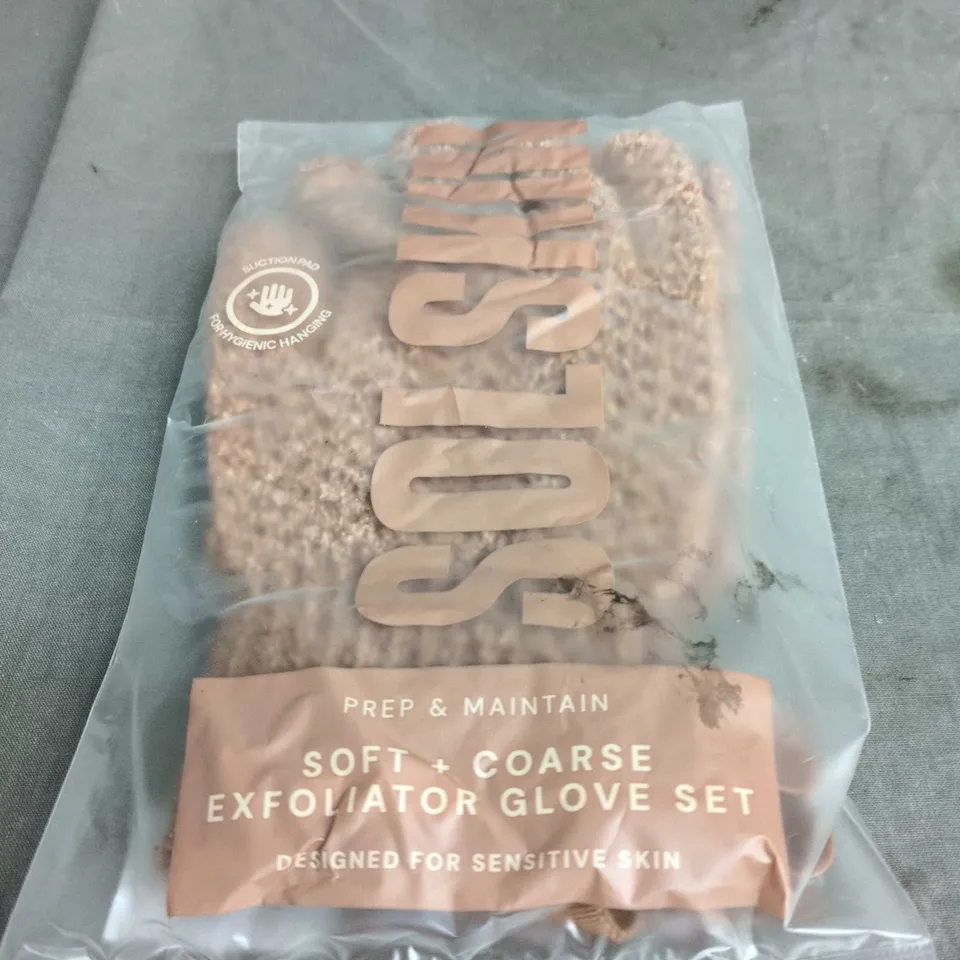 SOLSKIN
SUCTION PAD
FOR HYGIENIC HANGING
PREP & MAINTAIN
SOFT + COARSE
EXFOLIATOR GLOVE SET
DESIGNED FOR SENSITIVE SKIN